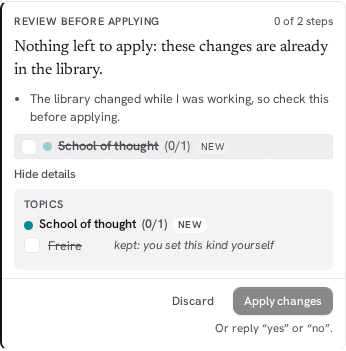 REVIEW BEFORE APPLYING 0 of 2 steps
Nothing left to apply: these changes are already
in the library.
• The library changed while I was working, so check this
before applying.
School of thought (0/1) NEW
Hide details
TOPICS
School of thought (0/1) NEW
Freire kept: you set this kind yourself
Discard Apply changes
Or reply “yes” or “no”.